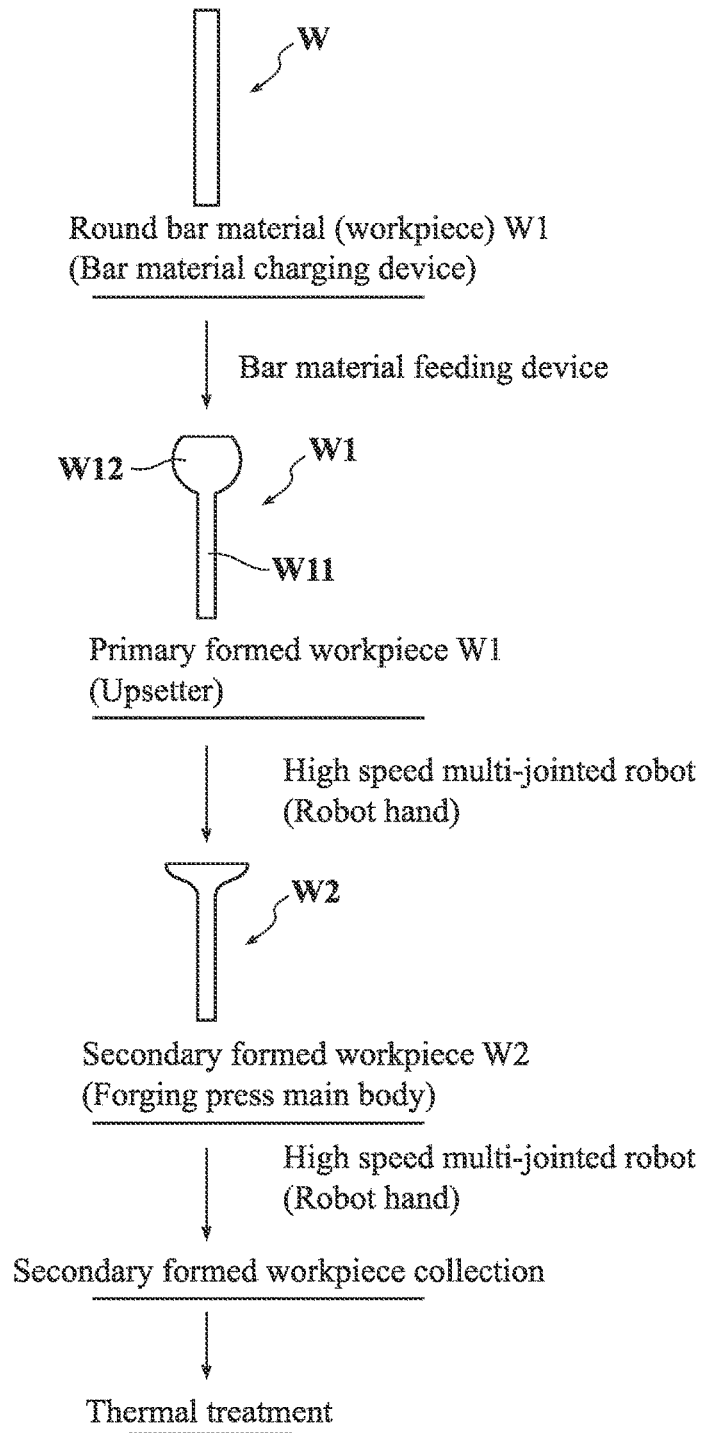 W
Round bar material (workpiece) W1
(Bar material charging device)
Bar material feeding device
W12
W1
W11
Primary formed workpiece W1
(Upsetter)
High speed multi-jointed robot
(Robot hand)
W2
Secondary formed workpiece W2
(Forging press main body)
High speed multi-jointed robot
(Robot hand)
Secondary formed workpiece collection
Thermal treatment